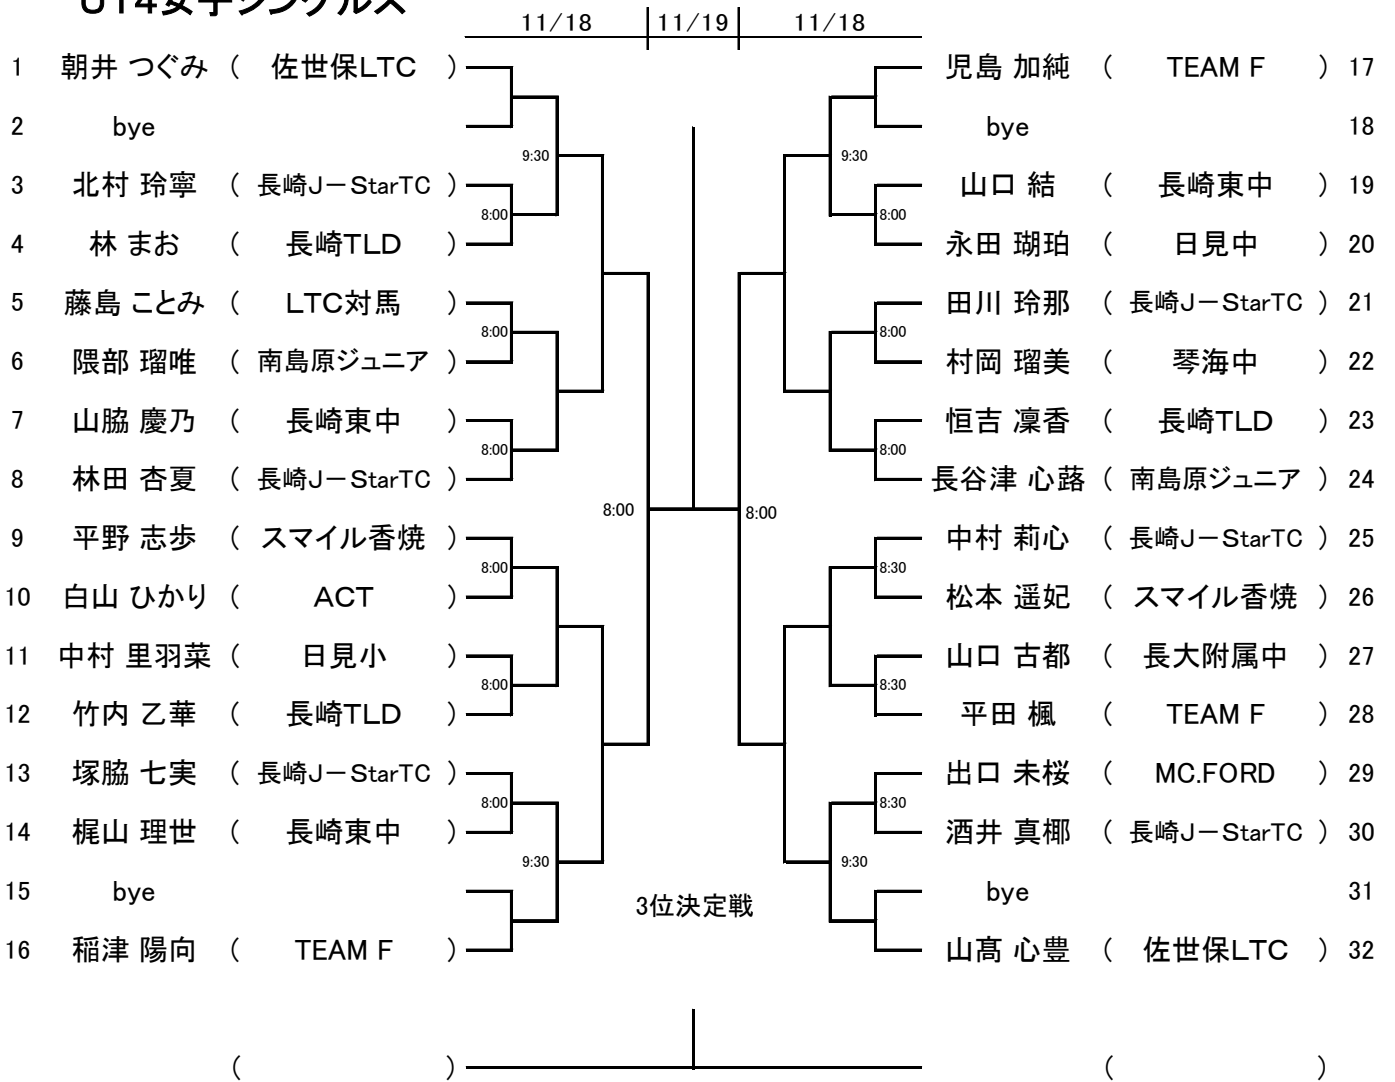 U14女子シングルス
11/18 11/19 11/18
1 朝井 つぐみ ( 佐世保LTC ) 児島 加純 ( TEAM F ) 17
2 bye bye 18
9:30 9:30
3 北村 玲寧 ( 長崎J-StarTC ) 山口 結 ( 長崎東中 ) 19
8:00 8:00
4 林 まお ( 長崎TLD ) 永田 瑚珀 ( 日見中 ) 20
5 藤島 ことみ ( LTC対馬 ) 田川 玲那 ( 長崎J-StarTC ) 21
8:00 8:00
6 隈部 瑠唯 ( 南島原ジュニア ) 村岡 瑠美 ( 琴海中 ) 22
7 山脇 慶乃 ( 長崎東中 ) 恒吉 凜香 ( 長崎TLD ) 23
8:00 8:00
8 林田 杏夏 ( 長崎J-StarTC ) 長谷津 心蕗 ( 南島原ジュニア ) 24
8:00 8:00
9 平野 志歩 ( スマイル香焼 ) 中村 莉心 ( 長崎J-StarTC ) 25
8:00 8:30
10 白山 ひかり ( ACT ) 松本 遥妃 ( スマイル香焼 ) 26
11 中村 里羽菜 ( 日見小 ) 山口 古都 ( 長大附属中 ) 27
8:00 8:30
12 竹内 乙華 ( 長崎TLD ) 平田 楓 ( TEAM F ) 28
13 塚脇 七実 ( 長崎J-StarTC ) 出口 未桜 ( MC.FORD ) 29
8:00 8:30
14 梶山 理世 ( 長崎東中 ) 酒井 真梛 ( 長崎J-StarTC ) 30
9:30 9:30
15 bye bye 31
3位決定戦
16 稲津 陽向 ( TEAM F ) 山髙 心豊 ( 佐世保LTC ) 32
( ) ( )